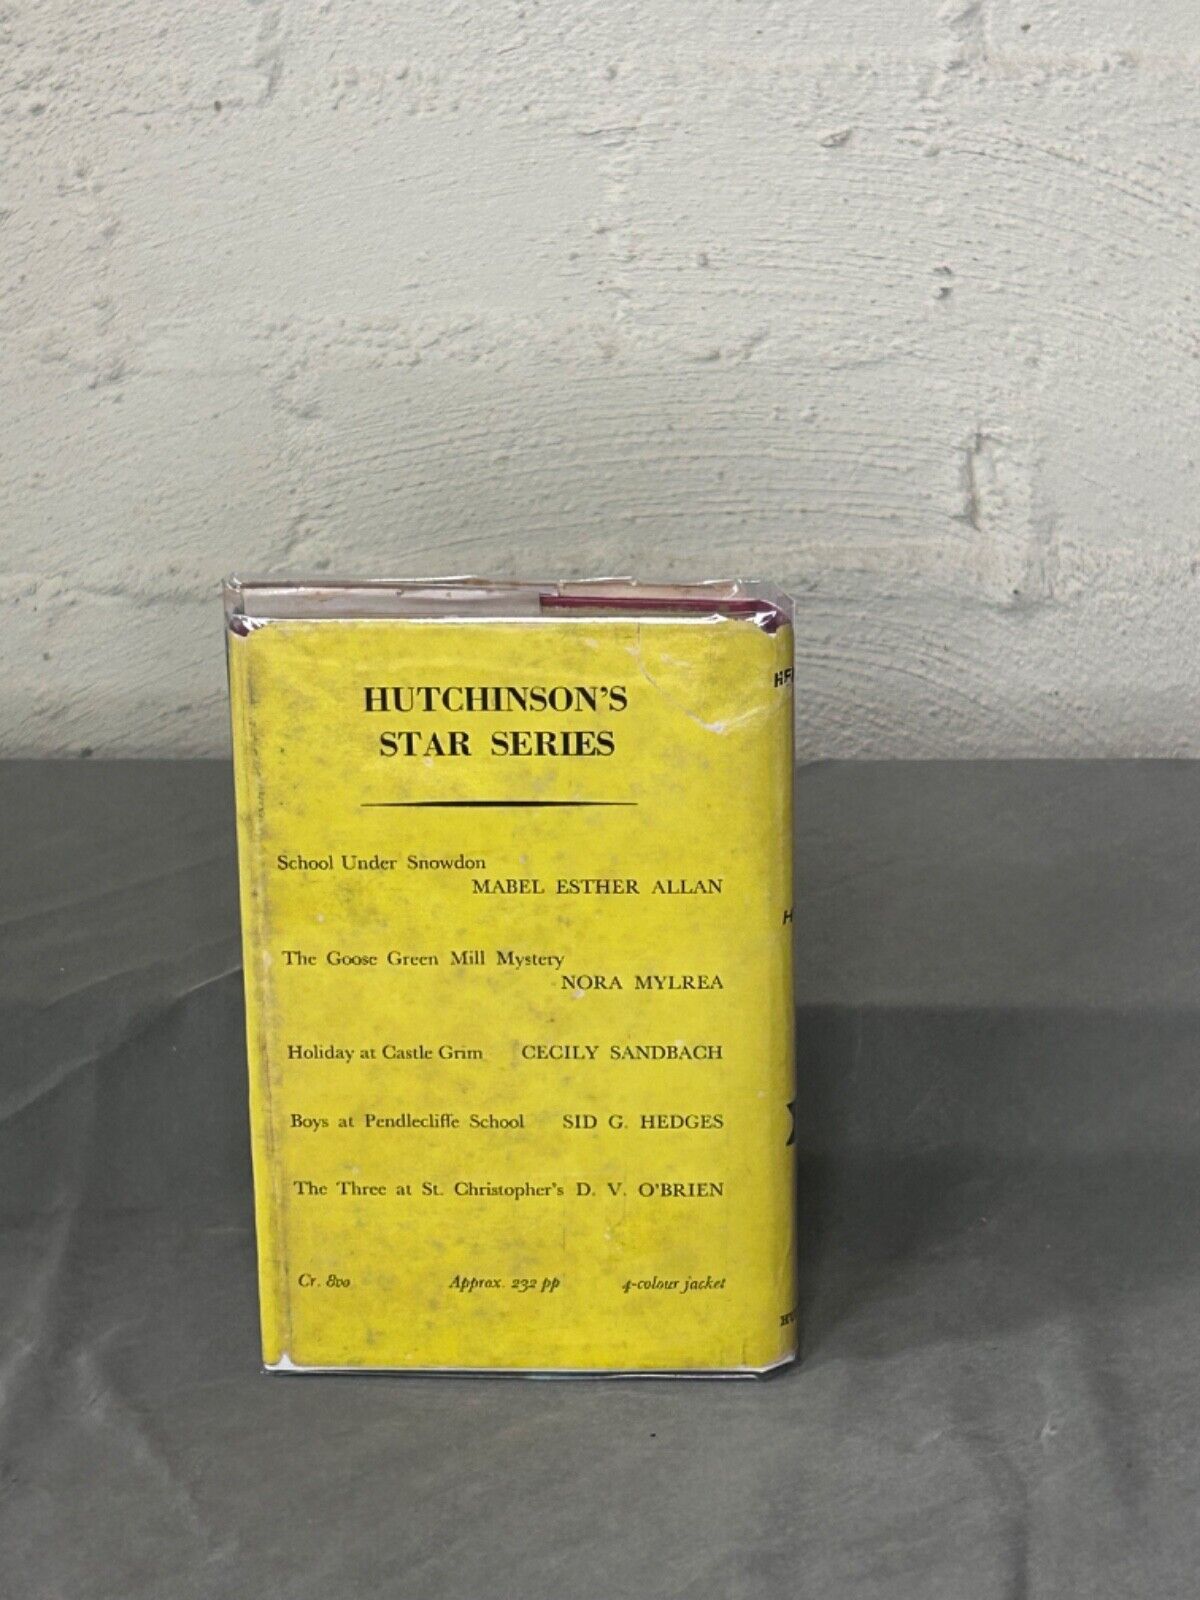 HUTCHINSON'S
STAR SERIES
School Under Snowdon
MABEL ESTHER ALLAN
The Goose Green Mill Mystery
NORA MYLREA
Holiday at Castle Grim CECILY SANDBACH
Boys at Pendlecliffe School SID G. HEDGES
The Three at St. Christopher's D. V. O'BRIEN
Cr. 8vo Approx. 232 pp 4-colour jacket